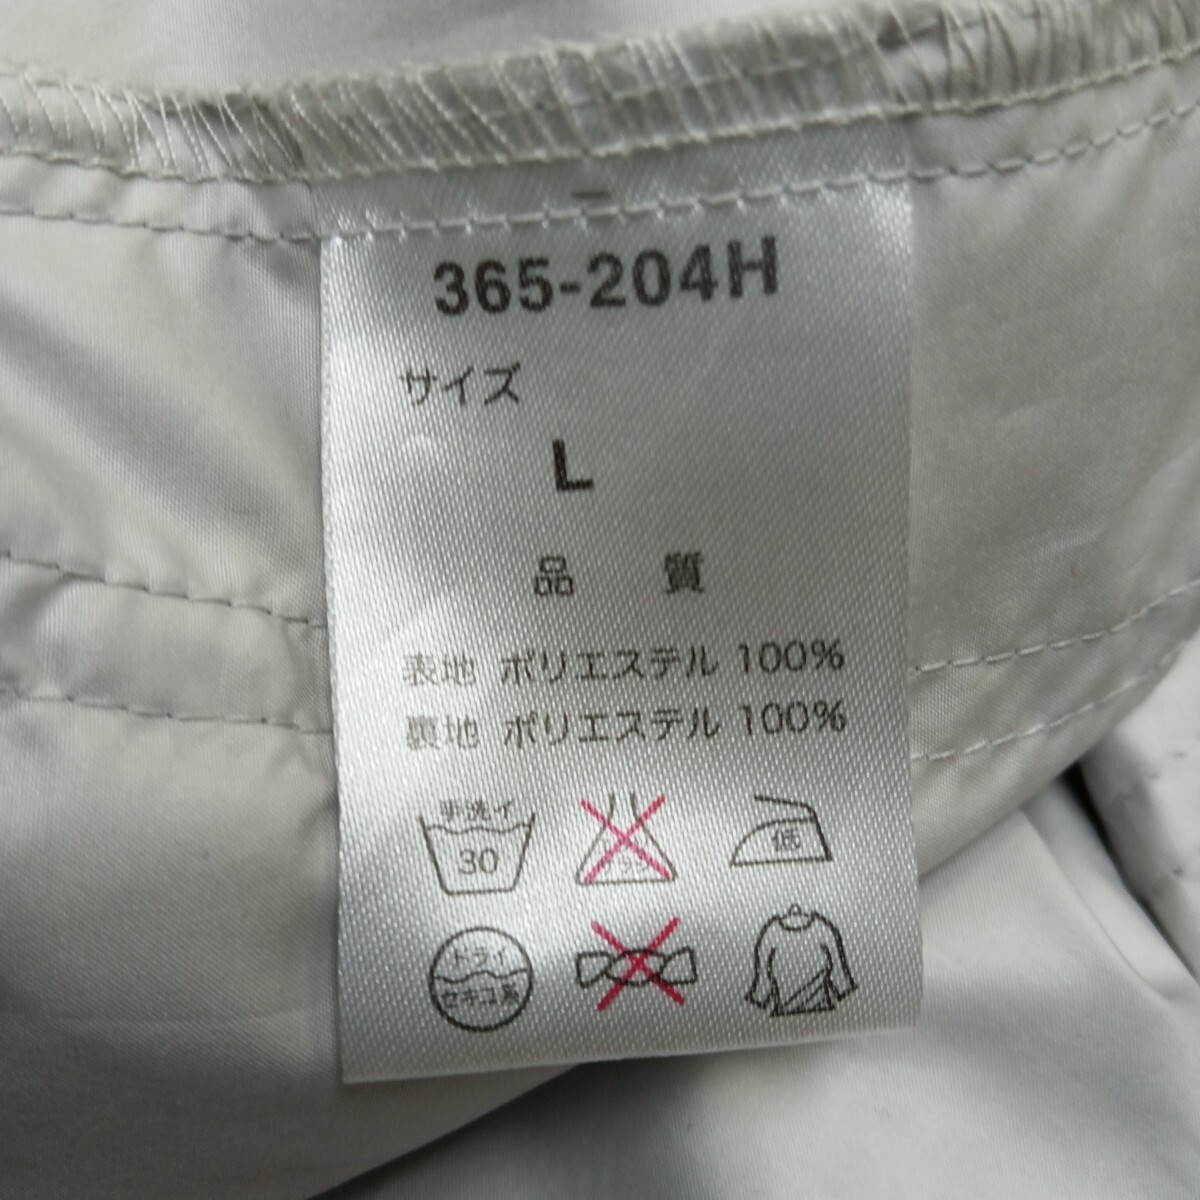 365-204H
サイズ
L
品 質
表地 ポリエステル 100%
裏地 ポリエステル 100%
手洗イ
30
低
ドライ
セキユ系